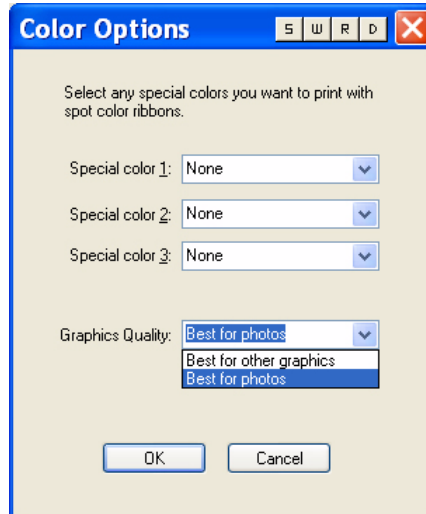 Color Options S W R D
Select any special colors you want to print with
spot color ribbons.
Special color 1: None
Special color 2: None
Special color 3: None
Graphics Quality: Best for photos
Best for other graphics
Best for photos
OK Cancel